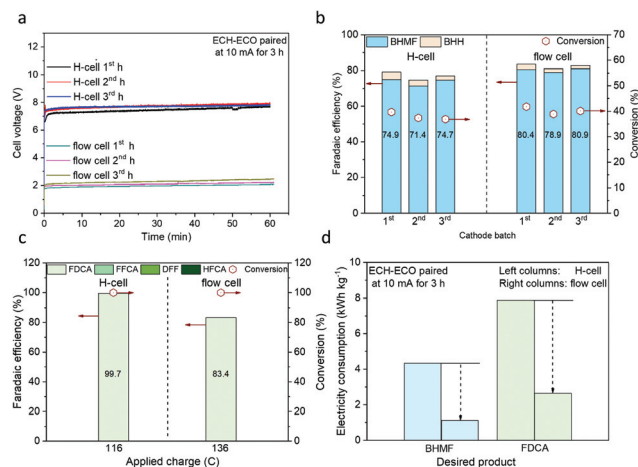 a
ECH-ECO paired
at 10 mA for 3 h
H-cell 1st h
H-cell 2nd h
H-cell 3rd h
flow cell 1st h
flow cell 2nd h
flow cell 3rd h
Cell voltage (V)
12
10
8
6
4
2
0
0 10 20 30 40 50 60 70
Time (min)
b
BHMF BHH Conversion
H-cell
flow cell
74.9 71.4 74.7 80.4 78.9 80.9
Faradaic efficiency (%)
100
80
60
40
20
0
Conversion (%)
70
60
50
40
30
20
10
0
1st 2nd 3rd 1st 2nd 3rd
Cathode batch
c
FDCA FFCA DFF HFCA Conversion
H-cell
flow cell
99.7
83.4
Faradaic efficiency (%)
120
100
80
60
40
20
0
Conversion (%)
120
100
80
60
40
20
0
116 136
Applied charge (C)
d
ECH-ECO paired
at 10 mA for 3 h
Left columns: H-cell
Right columns: flow cell
Electricity consumption (kWh kg-1)
10
8
6
4
2
0
BHMF FDCA
Desired product